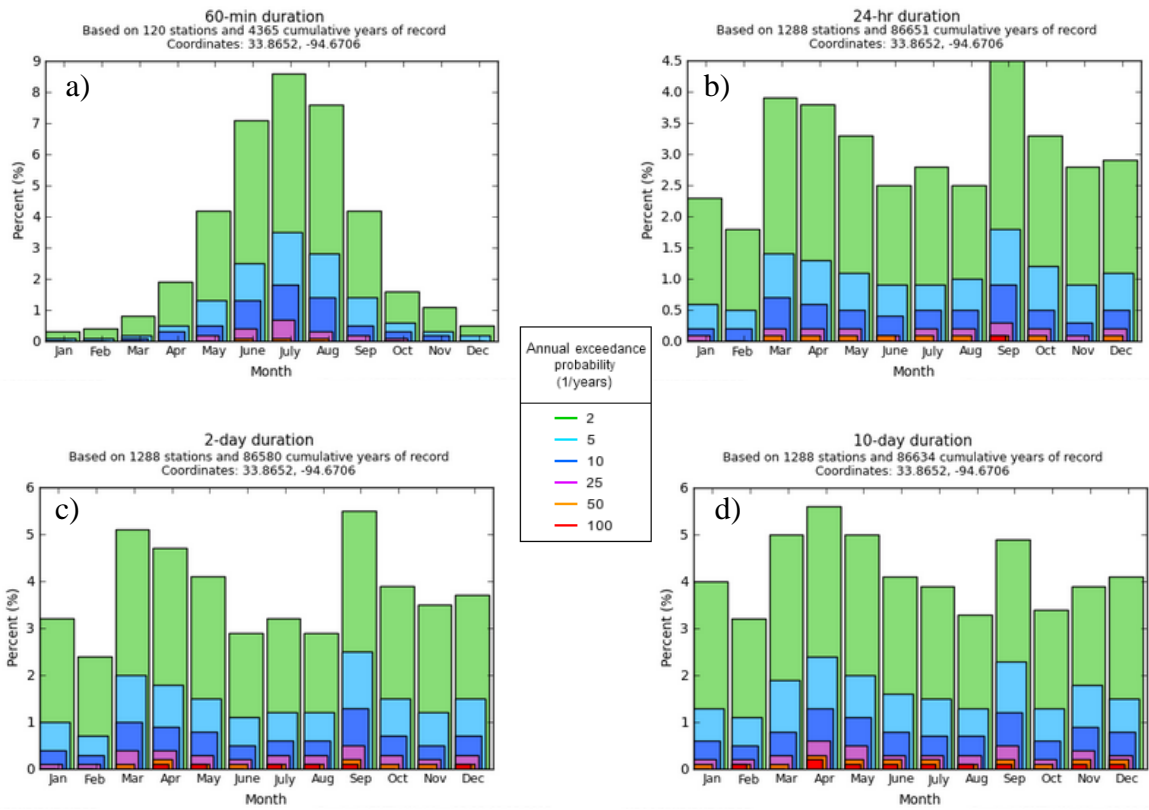 60-min duration
Based on 120 stations and 4365 cumulative years of record
Coordinates: 33.8652, -94.6706
a)
9
8
7
6
5
4
3
2
1
0
Percent (%)
Jan Feb Mar Apr May June July Aug Sep Oct Nov Dec
Month
24-hr duration
Based on 1288 stations and 86651 cumulative years of record
Coordinates: 33.8652, -94.6706
b)
4.5
4.0
3.5
3.0
2.5
2.0
1.5
1.0
0.5
0.0
Percent (%)
Jan Feb Mar Apr May June July Aug Sep Oct Nov Dec
Month
Annual exceedance
probability
(1/years)
2
5
10
25
50
100
2-day duration
Based on 1288 stations and 86580 cumulative years of record
Coordinates: 33.8652, -94.6706
c)
6
5
4
3
2
1
0
Percent (%)
Jan Feb Mar Apr May June July Aug Sep Oct Nov Dec
Month
10-day duration
Based on 1288 stations and 86634 cumulative years of record
Coordinates: 33.8652, -94.6706
d)
6
5
4
3
2
1
0
Percent (%)
Jan Feb Mar Apr May June July Aug Sep Oct Nov Dec
Month